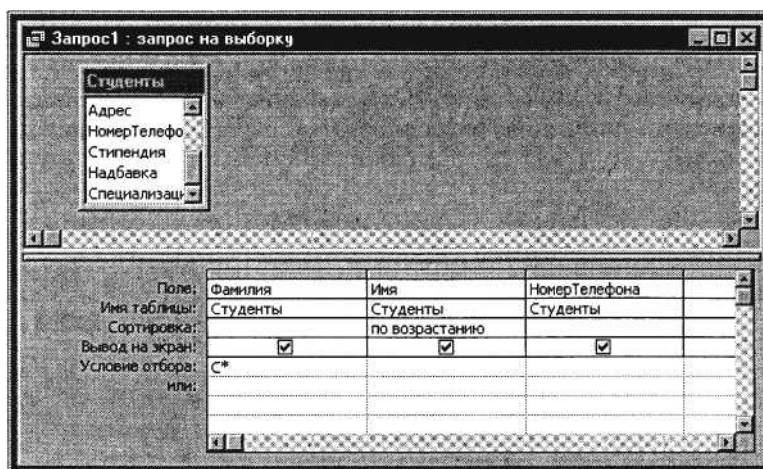 Запрос1 : запрос на выборку
Студенты
Адрес
НомерТелефо
Стипендия
Надбавка
Специализаци
Поле: Фамилия Имя НомерТелефона
Имя таблицы: Студенты Студенты Студенты
Сортировка: по возрастанию
Вывод на экран:
Условие отбора: С*
или: